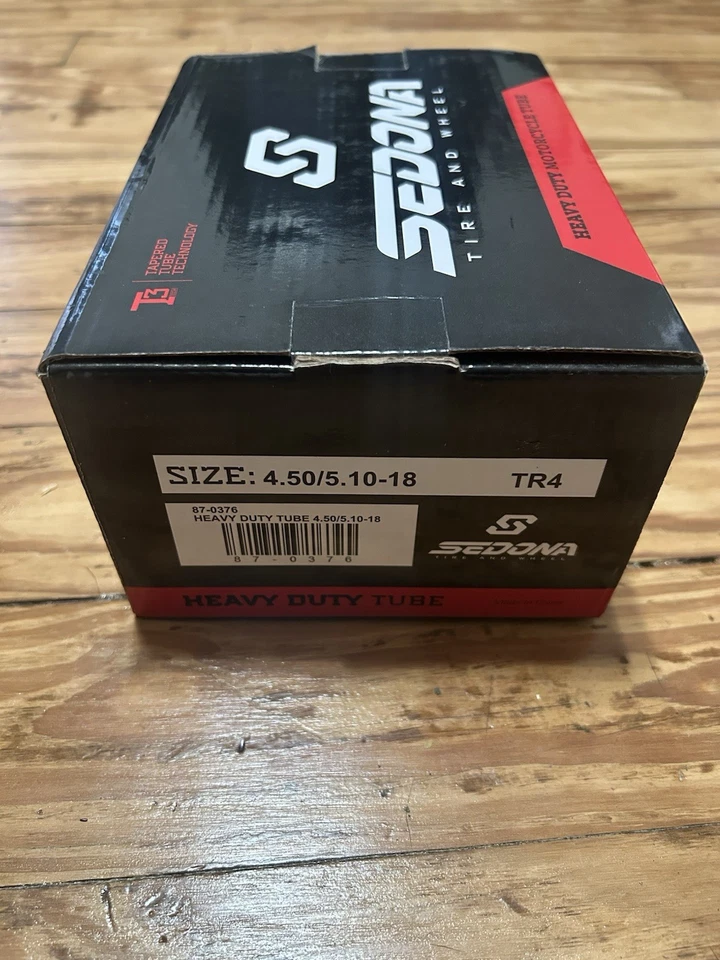 SEDONA
TIRE AND WHEEL
HEAVY DUTY MOTORCYCLE TUBE
T3
TAPERED
TUBE
TECHNOLOGY
SIZE: 4.50/5.10-18 TR4
87-0376
HEAVY DUTY TUBE 4.50/5.10-18
87-0376
SEDONA
TIRE AND WHEEL
HEAVY DUTY TUBE